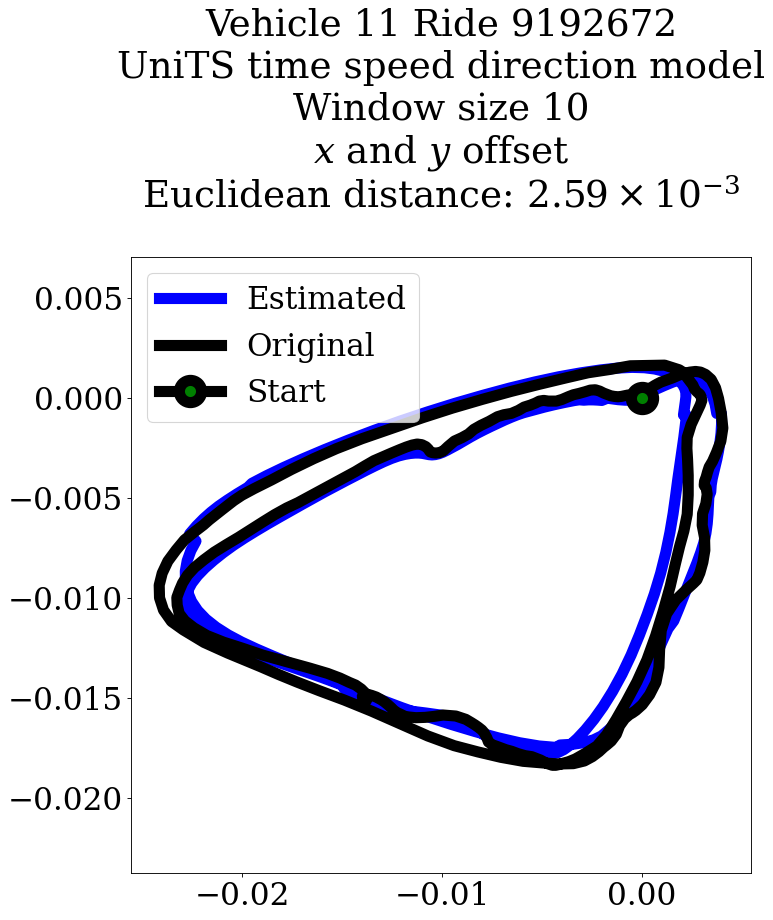 Vehicle 11 Ride 9192672
UniTS time speed direction model
Window size 10
x and y offset
Euclidean distance: 2.59 × 10⁻³
Estimated
Original
Start
0.005
0.000
−0.005
−0.010
−0.015
−0.020
−0.02 −0.01 0.00